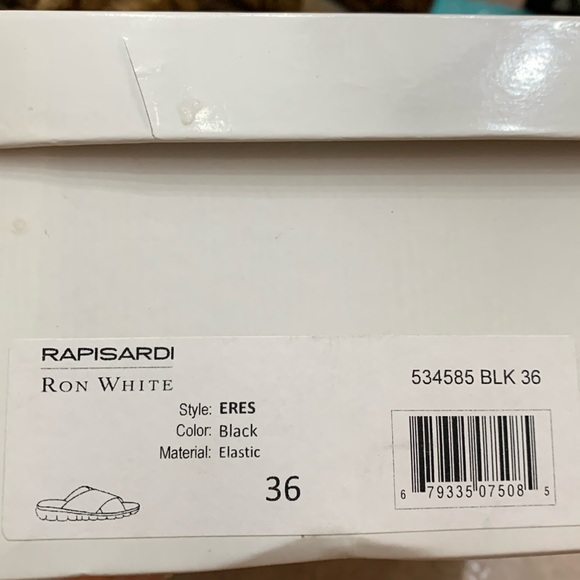 RAPISARDI
RON WHITE
534585 BLK 36
Style: ERES
Color: Black
Material: Elastic
36
6 79335 07508 5